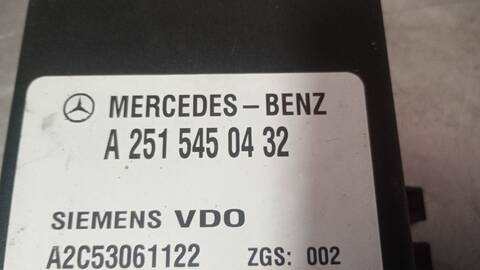 MERCEDES-BENZ
A 251 545 04 32
SIEMENS VDO
A2C53061122 ZGS: 002